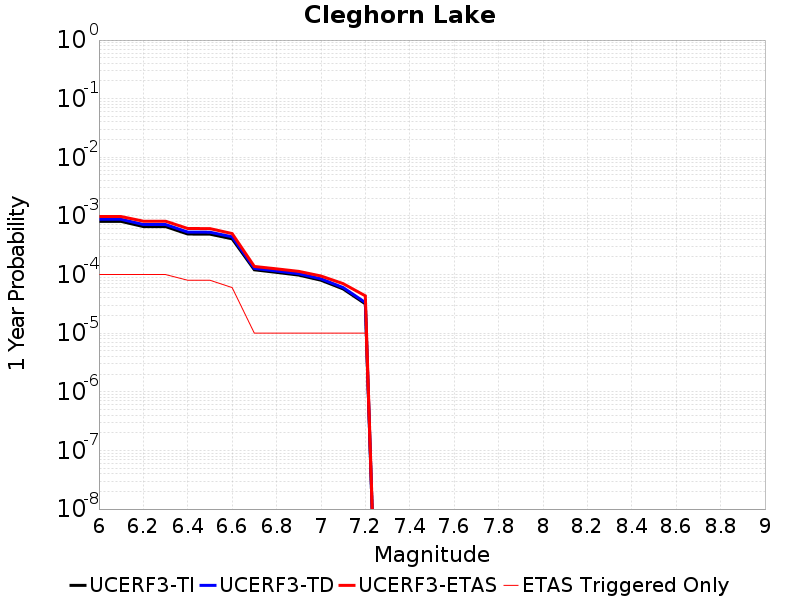 Cleghorn Lake
1 Year Probability
10^0
10^-1
10^-2
10^-3
10^-4
10^-5
10^-6
10^-7
10^-8
6 6.2 6.4 6.6 6.8 7 7.2 7.4 7.6 7.8 8 8.2 8.4 8.6 8.8 9
Magnitude
UCERF3-TI UCERF3-TD UCERF3-ETAS ETAS Triggered Only